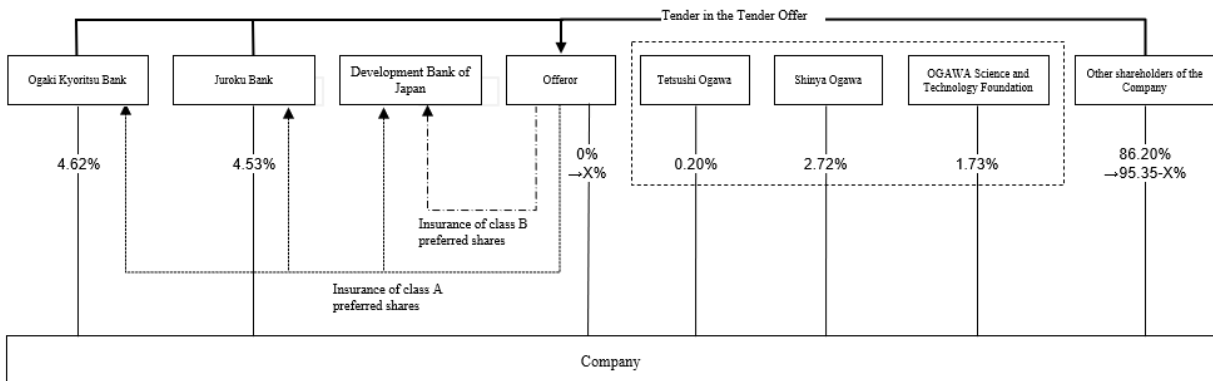 Tender in the Tender Offer
Ogaki Kyoritsu Bank
Juroku Bank
Development Bank of
Japan
Offeror
Tetsushi Ogawa
Shinya Ogawa
OGAWA Science and
Technology Foundation
Other shareholders of the
Company
4.62%
4.53%
0%
→X%
0.20%
2.72%
1.73%
86.20%
→95.35-X%
Insurance of class B
preferred shares
Insurance of class A
preferred shares
Company